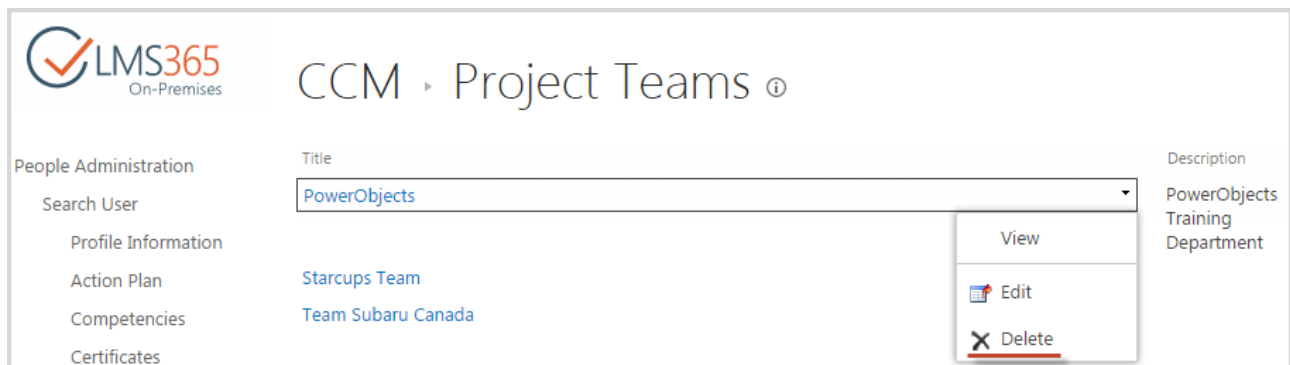 LMS365
On-Premises
CCM ▸ Project Teams ⓘ
People Administration
Search User
Profile Information
Action Plan
Competencies
Certificates
Title
PowerObjects
Starcups Team
Team Subaru Canada
View
Edit
Delete
Description
PowerObjects
Training
Department